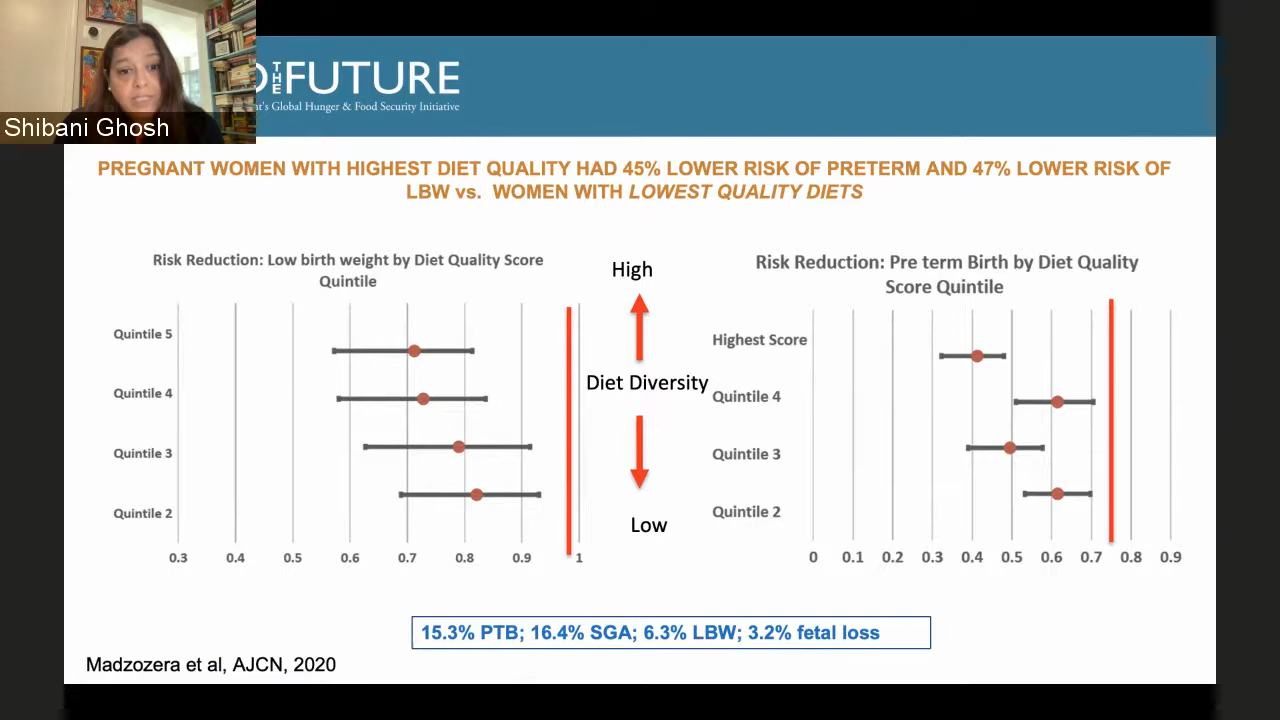 Shibani Ghosh
THE FUTURE
t's Global Hunger & Food Security Initiative
PREGNANT WOMEN WITH HIGHEST DIET QUALITY HAD 45% LOWER RISK OF PRETERM AND 47% LOWER RISK OF
LBW vs. WOMEN WITH LOWEST QUALITY DIETS
Risk Reduction: Low birth weight by Diet Quality Score
Quintile
Quintile 5
Quintile 4
Quintile 3
Quintile 2
0.3 0.4 0.5 0.6 0.7 0.8 0.9 1
High
Diet Diversity
Low
Risk Reduction: Pre term Birth by Diet Quality
Score Quintile
Highest Score
Quintile 4
Quintile 3
Quintile 2
0 0.1 0.2 0.3 0.4 0.5 0.6 0.7 0.8 0.9
15.3% PTB; 16.4% SGA; 6.3% LBW; 3.2% fetal loss
Madzozera et al, AJCN, 2020